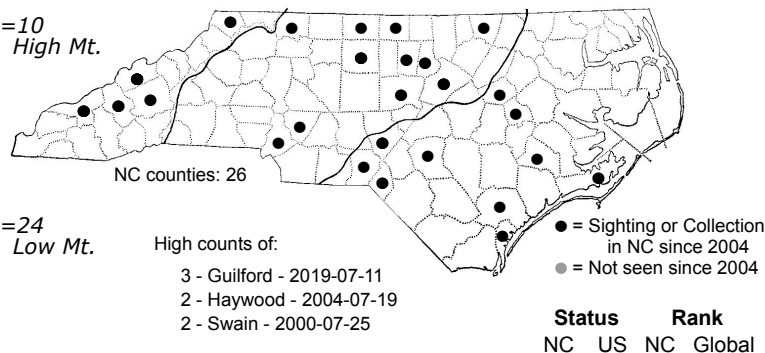 =10
High Mt.
NC counties: 26
=24
Low Mt.
High counts of:
3 - Guilford - 2019-07-11
2 - Haywood - 2004-07-19
2 - Swain - 2000-07-25
● = Sighting or Collection
in NC since 2004
● = Not seen since 2004
Status Rank
NC US NC Global